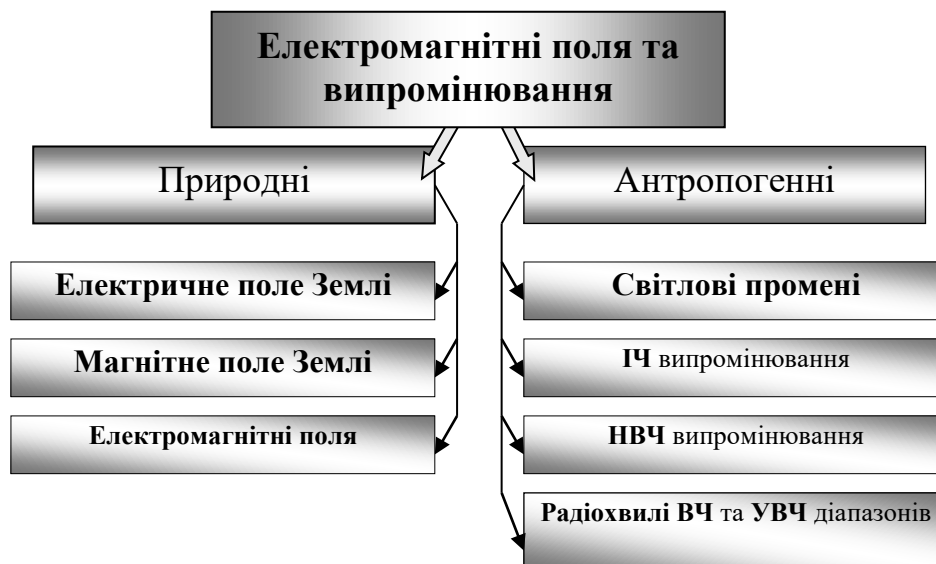 Електромагнітні поля та
випромінювання
Природні
Антропогенні
Електричне поле Землі
Магнітне поле Землі
Електромагнітні поля
Світлові промені
ІЧ випромінювання
НВЧ випромінювання
Радіохвилі ВЧ та УВЧ діапазонів